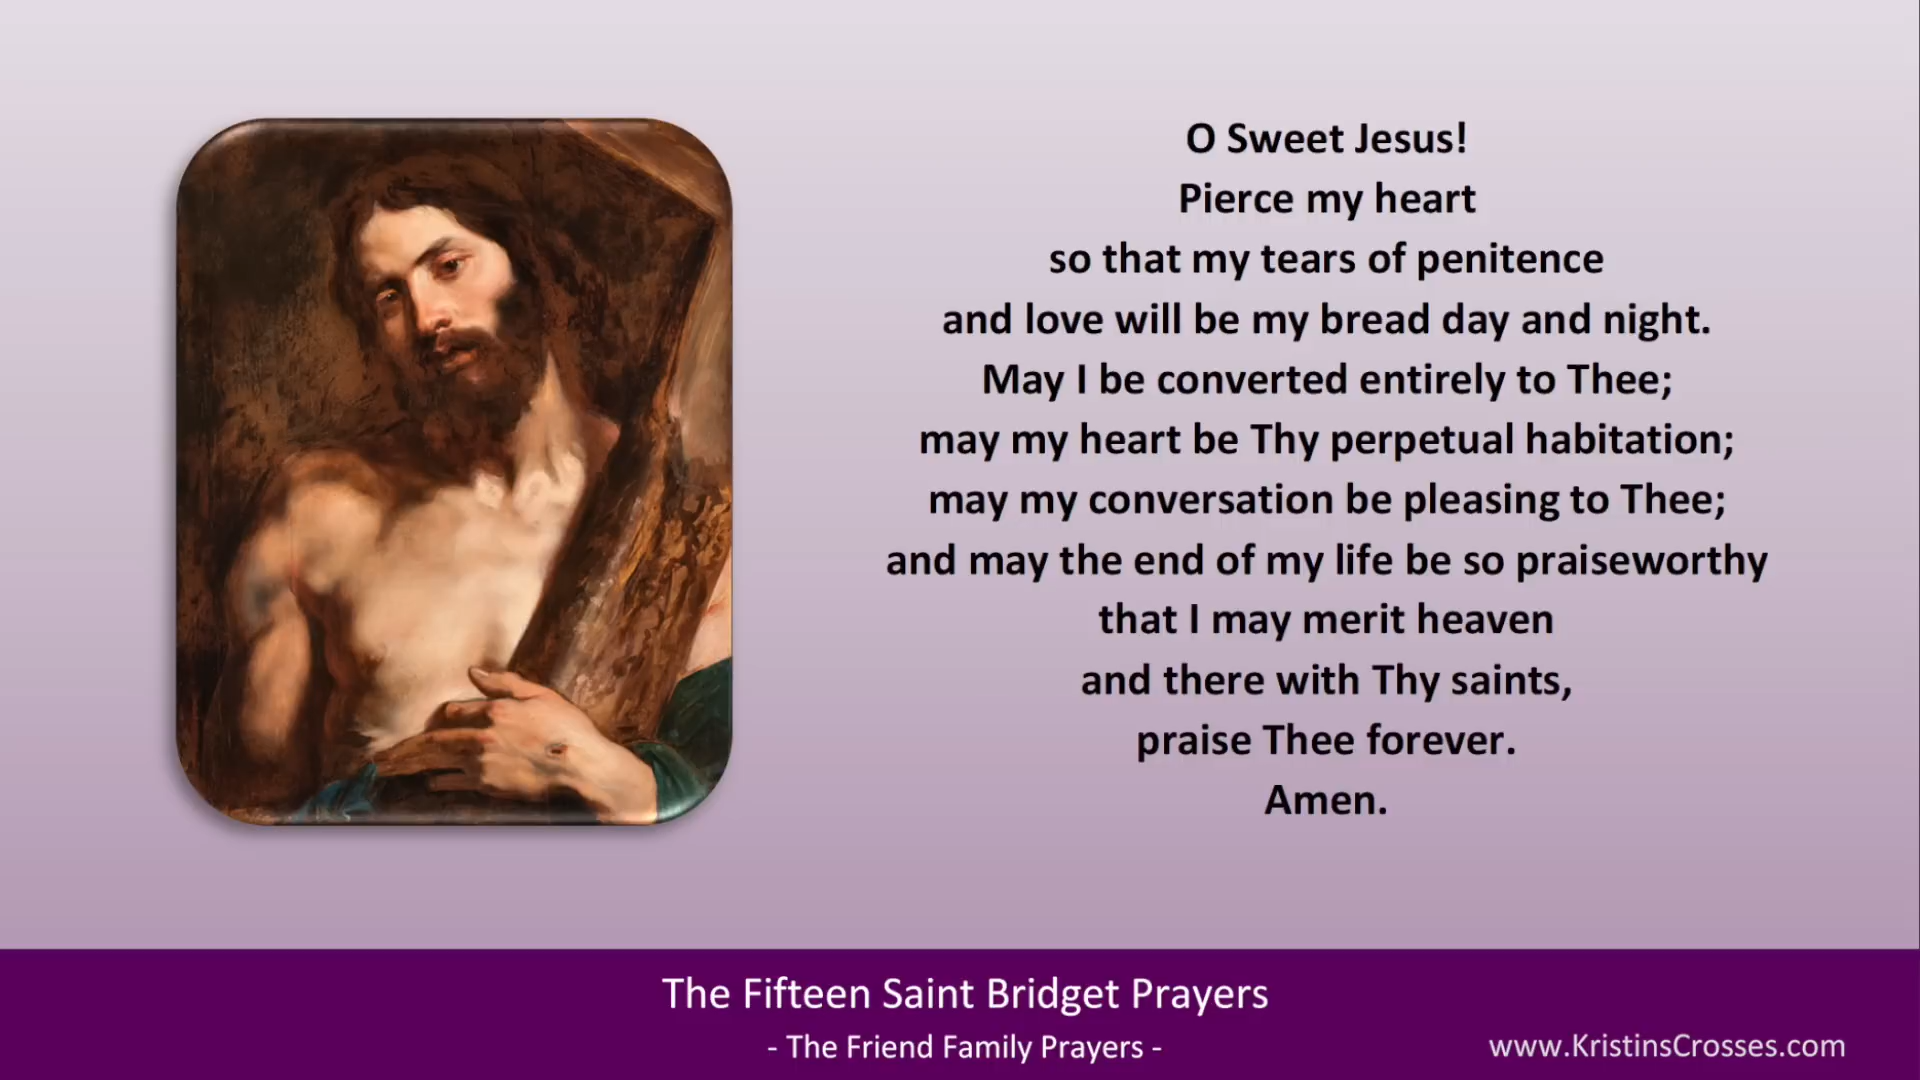 O Sweet Jesus!
Pierce my heart
so that my tears of penitence
and love will be my bread day and night.
May I be converted entirely to Thee;
may my heart be Thy perpetual habitation;
may my conversation be pleasing to Thee;
and may the end of my life be so praiseworthy
that I may merit heaven
and there with Thy saints,
praise Thee forever.
Amen.
The Fifteen Saint Bridget Prayers
- The Friend Family Prayers -
www.KristinsCrosses.com